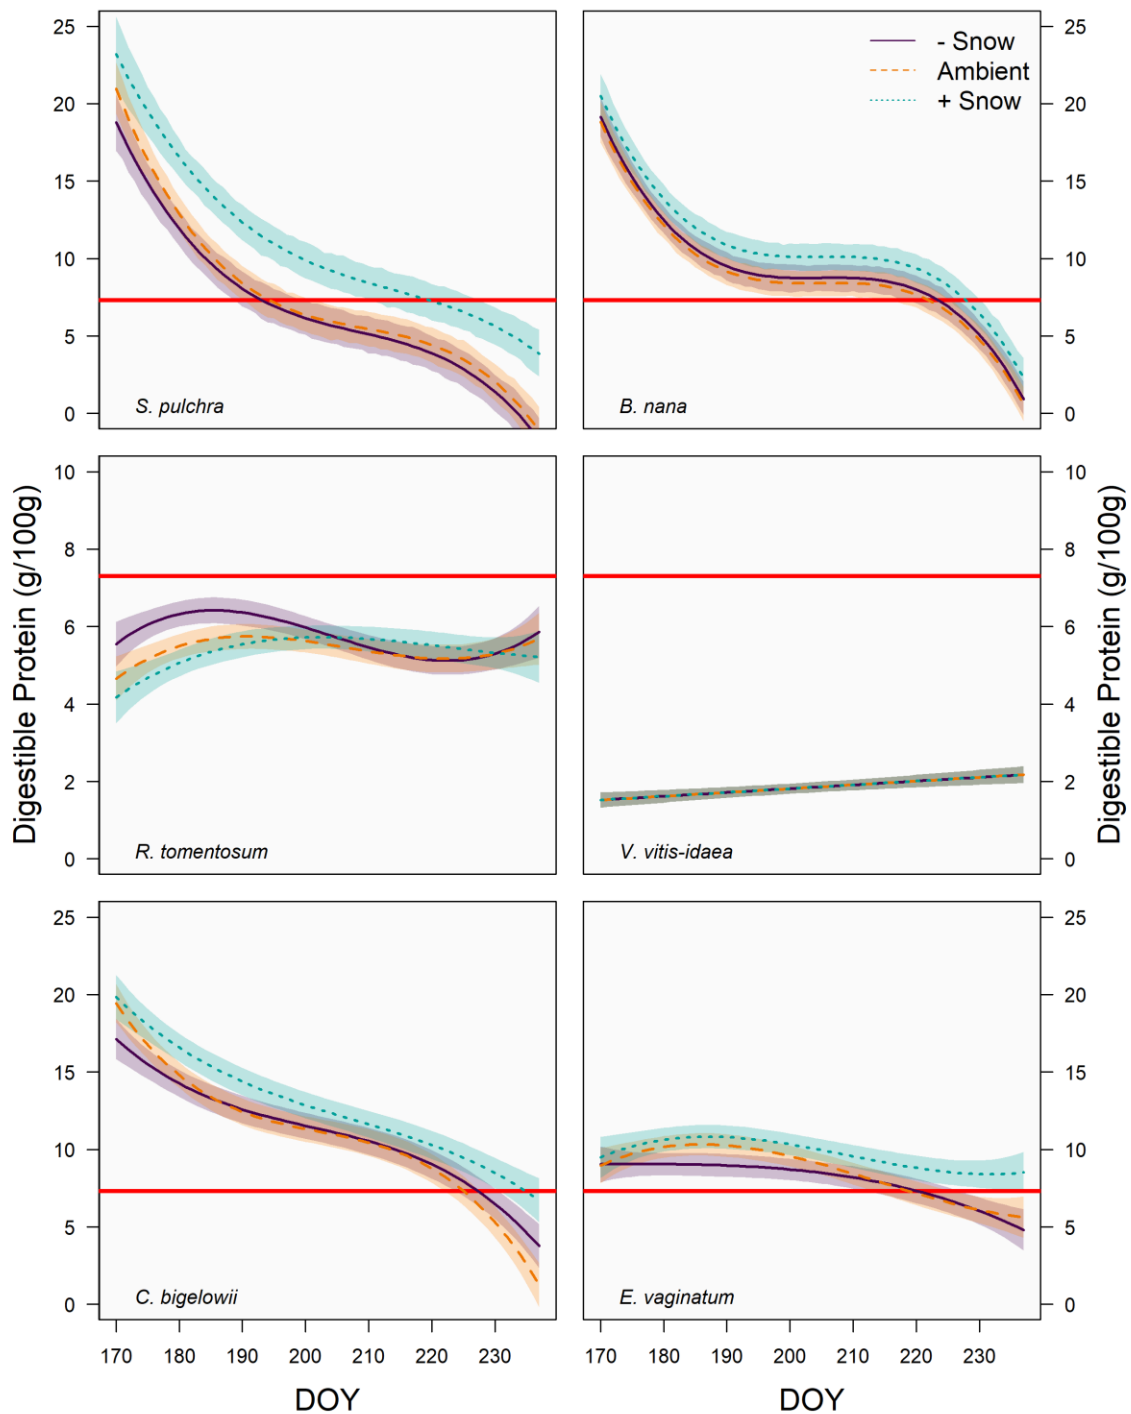 25
20
15
10
5
0
S. pulchra
- Snow
Ambient
+ Snow
25
20
15
10
5
0
B. nana
Digestible Protein (g/100g)
10
8
6
4
2
0
R. tomentosum
10
8
6
4
2
0
V. vitis-idaea
Digestible Protein (g/100g)
25
20
15
10
5
0
C. bigelowii
170 180 190 200 210 220 230
DOY
25
20
15
10
5
0
E. vaginatum
170 180 190 200 210 220 230
DOY